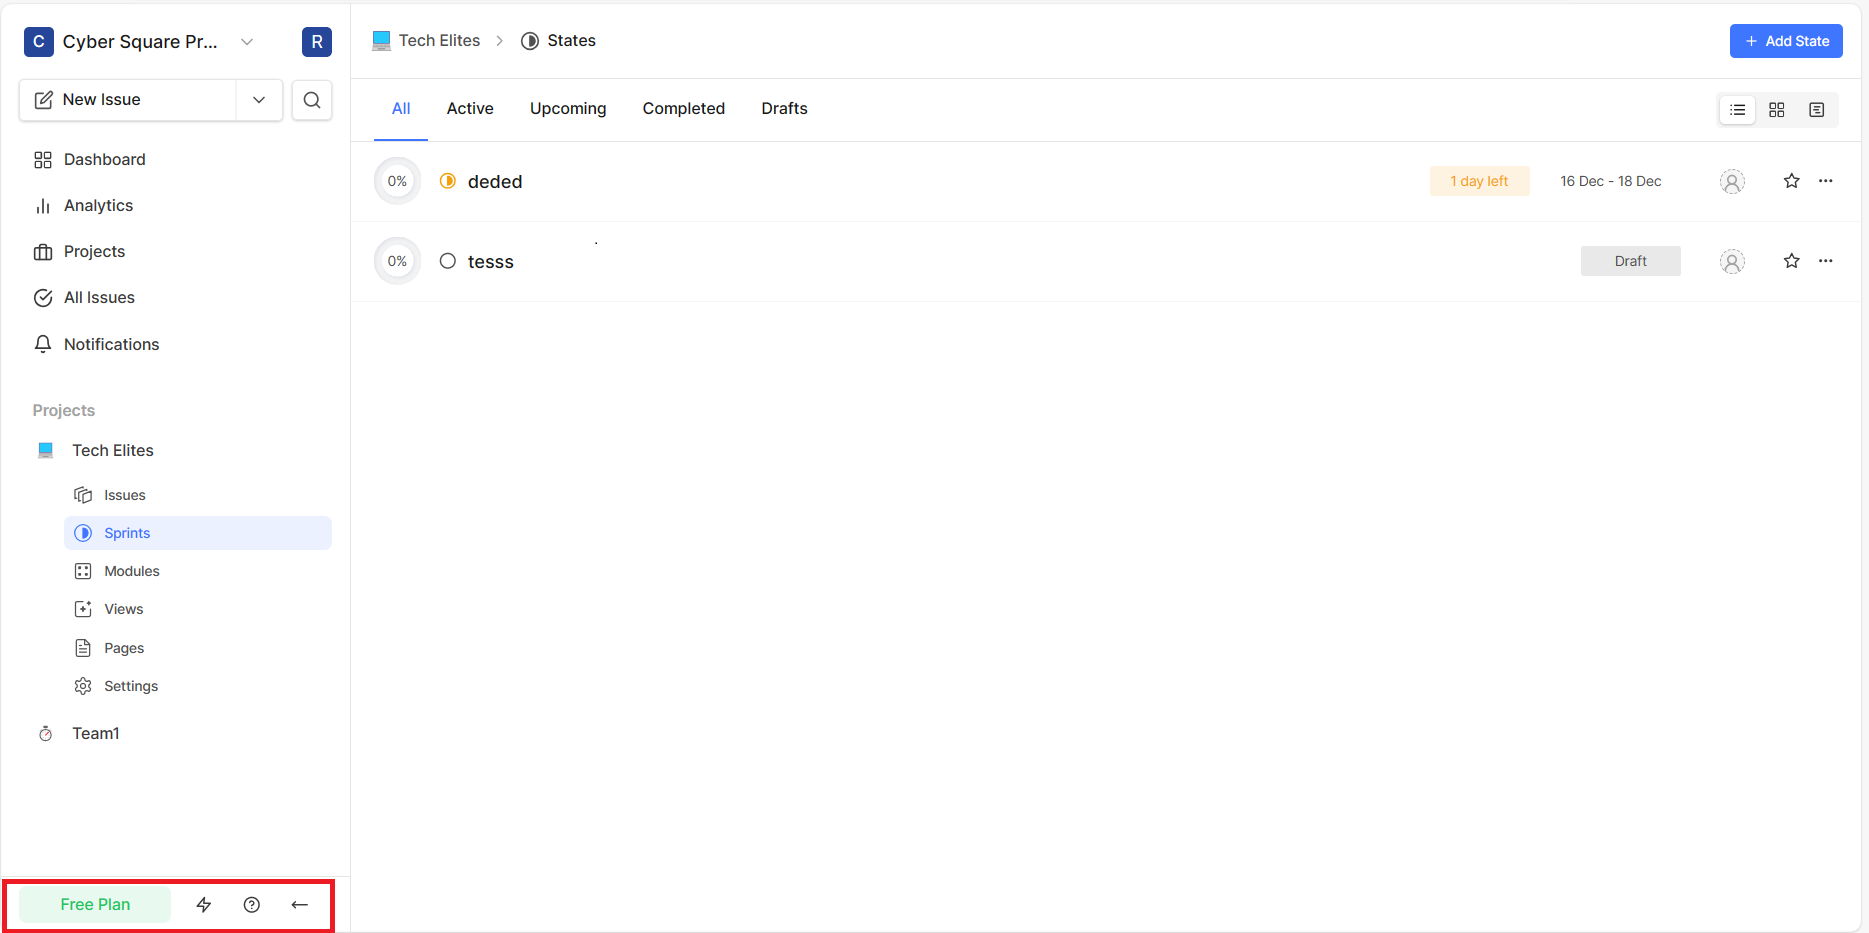 C Cyber Square Pr... R
New Issue
Dashboard
Analytics
Projects
All Issues
Notifications
Projects
Tech Elites
Issues
Sprints
Modules
Views
Pages
Settings
Team1
Free Plan
Tech Elites > States
+ Add State
All Active Upcoming Completed Drafts
0% deded 1 day left 16 Dec - 18 Dec
0% tesss Draft